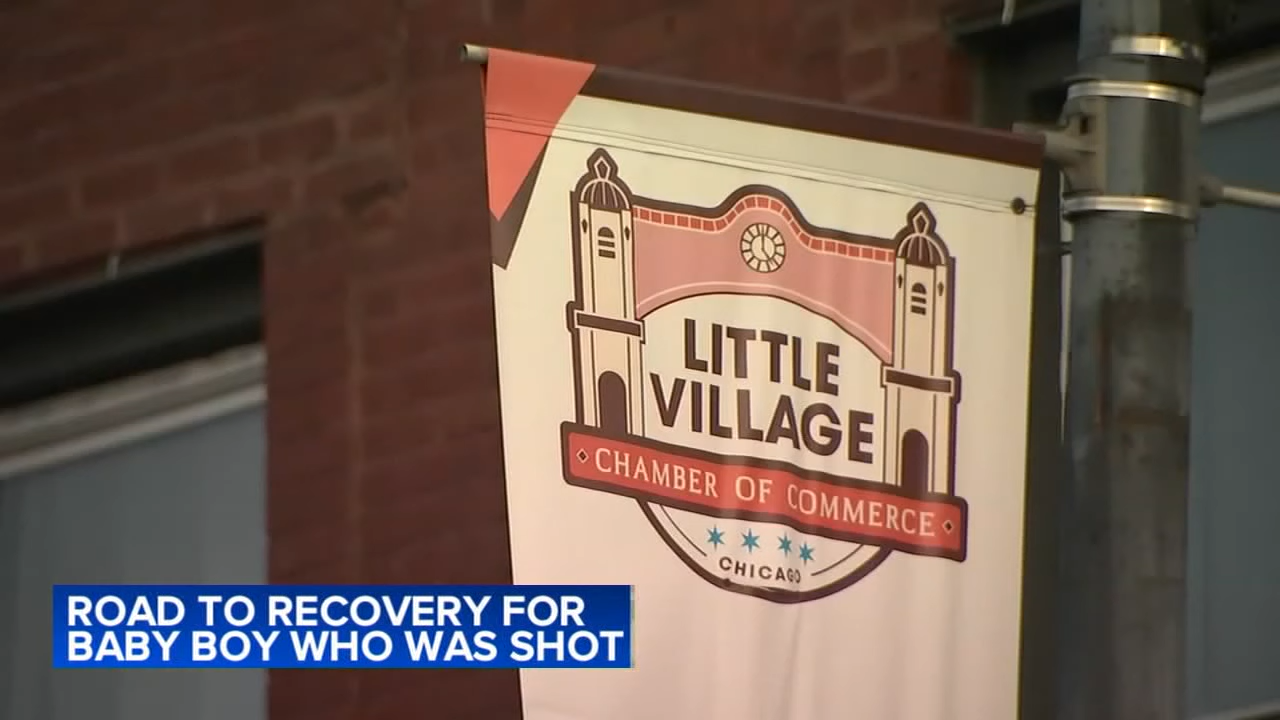 LITTLE
VILLAGE
CHAMBER OF COMMERCE
CHICAGO
ROAD TO RECOVERY FOR
BABY BOY WHO WAS SHOT